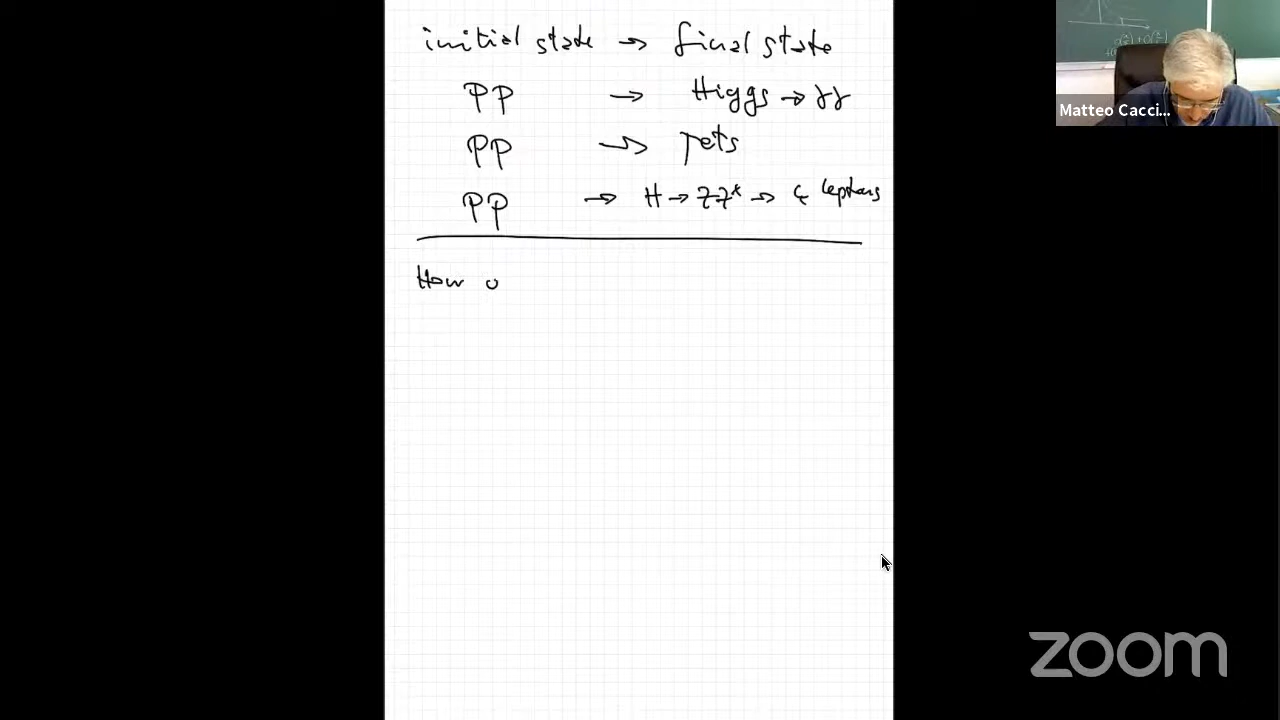 initial state → final state
PP → Higgs → γγ
PP → jets
PP → H → ZZ* → 4 leptons
How o
Matteo Cacci...
zoom